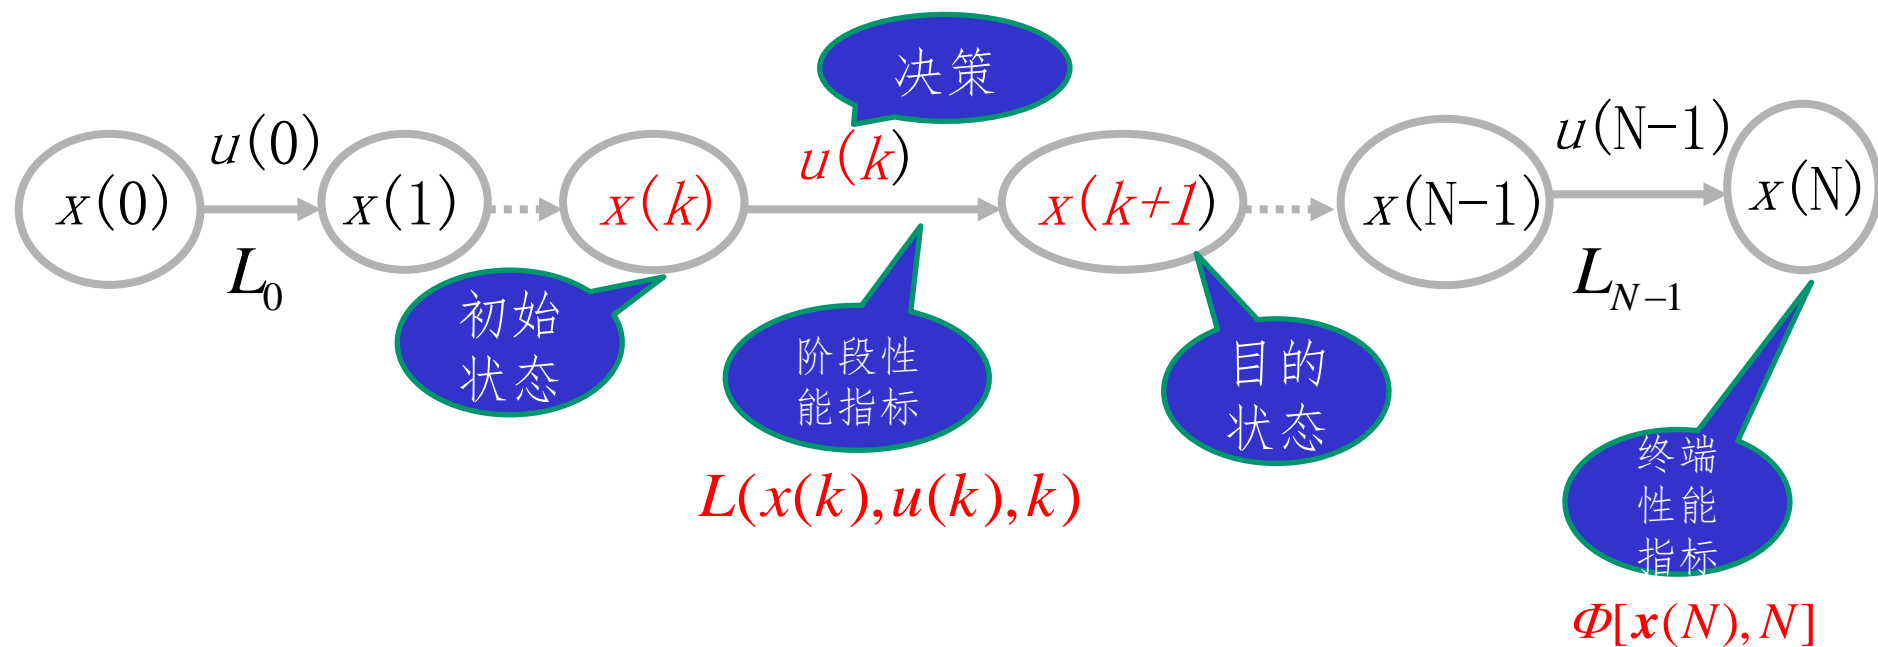 决策
u(0)
u(k)
u(N-1)
x(0)
x(1)
x(k)
x(k+1)
x(N-1)
x(N)
L₀
L_{N-1}
初始
状态
阶段性
能指标
目的
状态
L(x(k),u(k),k)
终端
性能
指标
Φ[x(N),N]